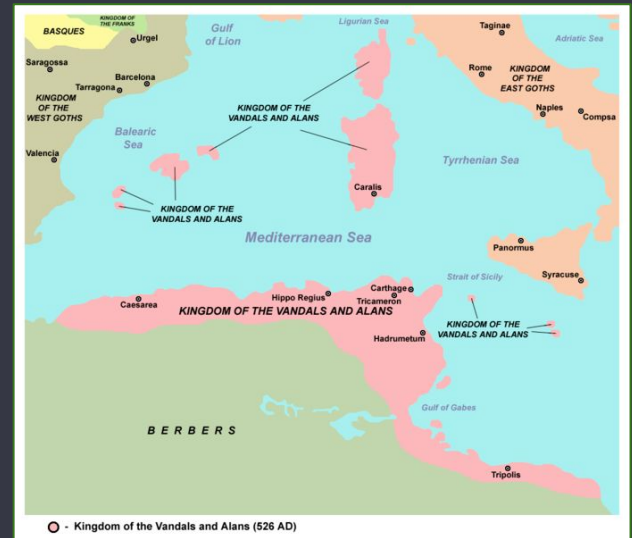 KINGDOM OF
THE FRANKS
BASQUES
Urgel
Gulf
of Lion
Ligurian Sea
Taginae
Adriatic Sea
Saragossa
Barcelona
Tarragona
KINGDOM
OF THE
WEST GOTHS
Rome
KINGDOM
OF THE
EAST GOTHS
Naples
Compsa
KINGDOM OF THE
VANDALS AND ALANS
Balearic
Sea
Valencia
Tyrrhenian Sea
Caralis
KINGDOM OF THE
VANDALS AND ALANS
Mediterranean Sea
Panormus
Syracuse
Strait of Sicily
Carthage
Hippo Regius
Tricameron
Caesarea
KINGDOM OF THE VANDALS AND ALANS
Hadrumetum
KINGDOM OF THE
VANDALS AND ALANS
Gulf of Gabes
BERBERS
Tripolis
- Kingdom of the Vandals and Alans (526 AD)